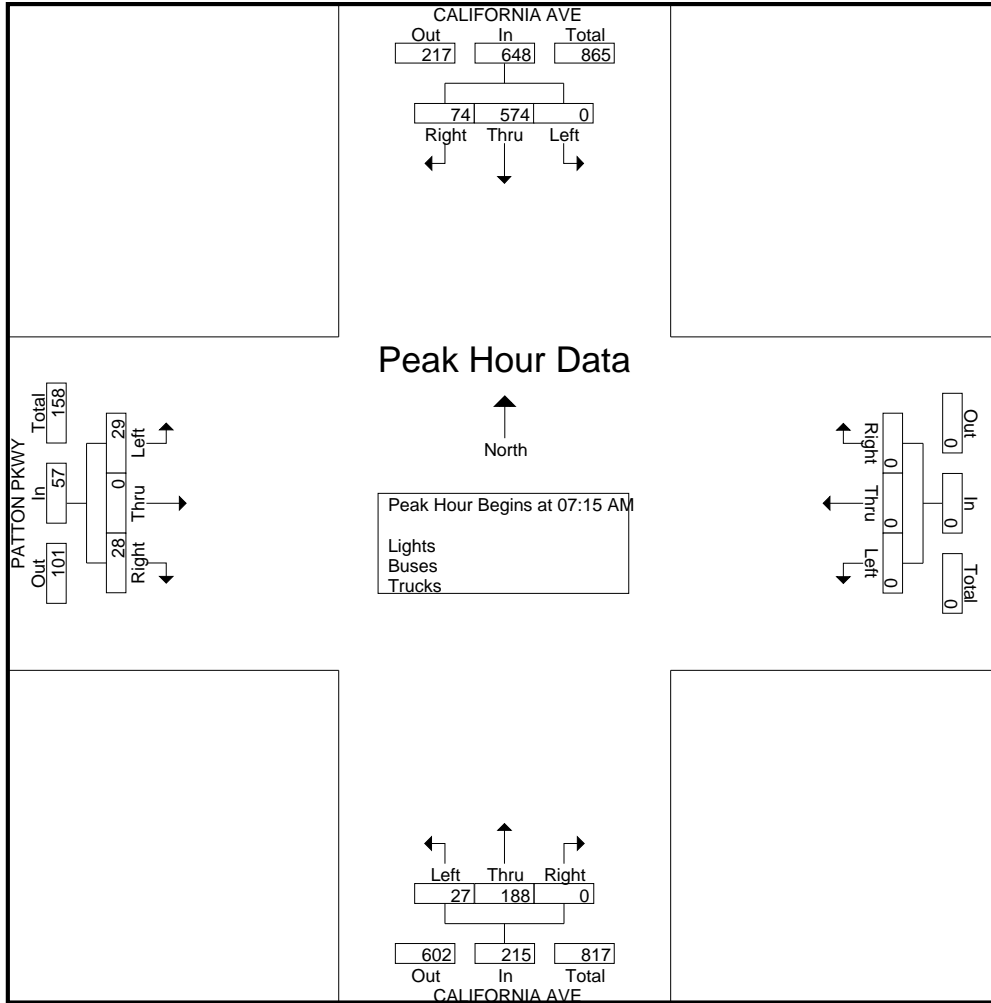 CALIFORNIA AVE
Out In Total
217 648 865
74 574 0
Right Thru Left
Peak Hour Data
North
Peak Hour Begins at 07:15 AM
Lights
Buses
Trucks
PATTON PKWY
Out In Total
101 57 158
28 0 29
Right Thru Left
Out In Total
0 0 0
0 0 0
Right Thru Left
Left Thru Right
27 188 0
602 215 817
Out In Total
CALIFORNIA AVE